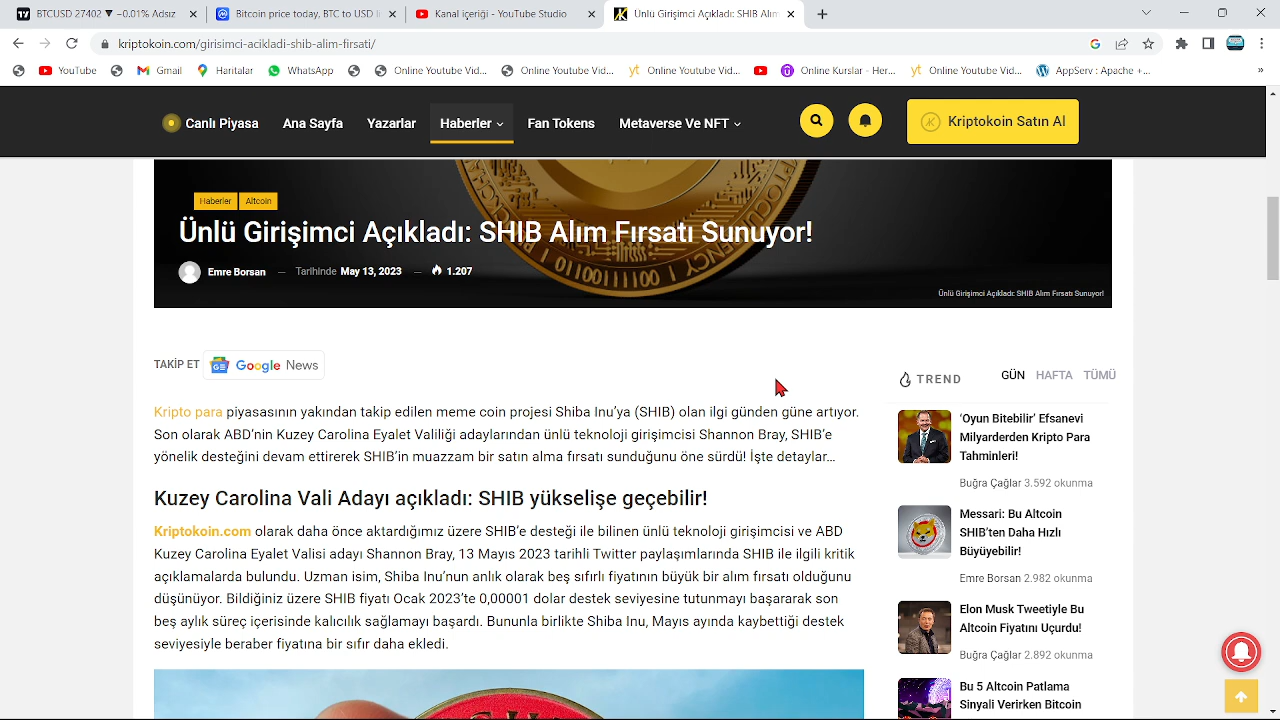 BTCUSD 27402 ▼ −0.01% Ad
Bitcoin price today, BTC to USD li
Kanal içeriği - YouTube Studio
Ünlü Girişimci Açıkladı: SHIB Alım
kriptokoin.com/girisimci-acikladi-shib-alim-firsati/
YouTube
Gmail
Haritalar
WhatsApp
Online Youtube Vid...
Online Youtube Vid...
Online Youtube Vid...
Online Kurslar - Her...
Online Youtube Vid...
AppServ : Apache +...
»
Canlı Piyasa
Ana Sayfa
Yazarlar
Haberler
Fan Tokens
Metaverse Ve NFT
Kriptokoin Satın Al
Haberler
Altcoin
Ünlü Girişimci Açıkladı: SHIB Alım Fırsatı Sunuyor!
Emre Borsan — Tarihinde May 13, 2023 — 1.207
Ünlü Girişimci Açıkladı: SHIB Alım Fırsatı Sunuyor!
TAKİP ET Google News
Kripto para piyasasının yakından takip edilen meme coin projesi Shiba Inu’ya (SHIB) olan ilgi günden güne artıyor.
Son olarak ABD’nin Kuzey Carolina Eyalet Valiliği adaylarından ünlü teknoloji girişimcisi Shannon Bray, SHIB’e
yönelik desteğini devam ettirerek SHIB’in muazzam bir satın alma fırsatı sunduğunu öne sürdü! İşte detaylar…
Kuzey Carolina Vali Adayı açıkladı: SHIB yükselişe geçebilir!
Kriptokoin.com olarak daha önce aktardığımız üzere SHIB’e desteği ile bilinen ünlü teknoloji girişimcisi ve ABD
Kuzey Carolina Eyalet Valisi adayı Shannon Bray, 13 Mayıs 2023 tarihli Twitter paylaşımlarında SHIB ile ilgili kritik
açıklamalarda bulundu. Uzman isim, Shiba Inu’nun anlık olarak beş sıfırlı fiyatının büyük bir alım fırsatı olduğunu
düşünüyor. Bildiğiniz üzere SHIB fiyatı Ocak 2023’te 0,00001 dolar destek seviyesine tutunmayı başararak son
beş aylık süreç içerisinde kalıcılık sağlamayı başardı. Bununla birlikte Shiba Inu, Mayıs ayında kaybettiği destek
seviyesiyle beraber fiyatına bir sıfır daha ekledi.
TREND
GÜN HAFTA TÜMÜ
‘Oyun Bitebilir’ Efsanevi
Milyarderden Kripto Para
Tahminleri!
Buğra Çağlar 3.592 okunma
Messari: Bu Altcoin
SHIB’ten Daha Hızlı
Büyüyebilir!
Emre Borsan 2.982 okunma
Elon Musk Tweetiyle Bu
Altcoin Fiyatını Uçurdu!
Buğra Çağlar 2.892 okunma
Bu 5 Altcoin Patlama
Sinyali Verirken Bitcoin